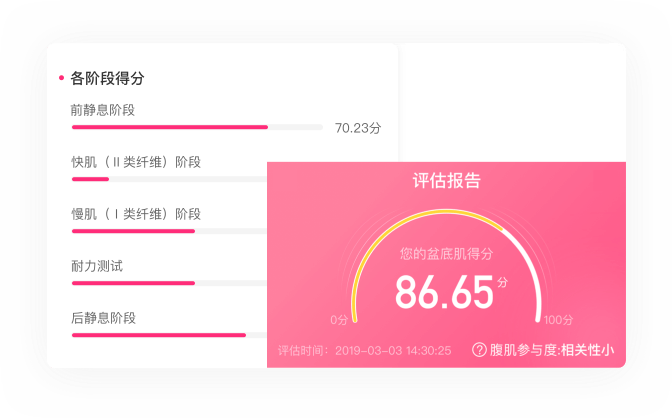 各阶段得分
前静息阶段
70.23分
快肌（Ⅱ类纤维）阶段
慢肌（Ⅰ类纤维）阶段
耐力测试
后静息阶段
评估报告
您的盆底肌得分
86.65分
0分
100分
评估时间：2019-03-03 14:30:25
? 腹肌参与度:相关性小